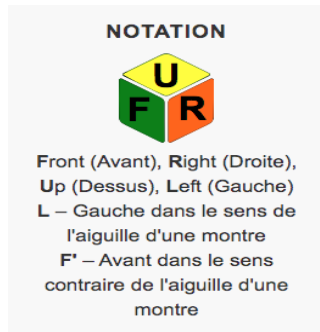 NOTATION
U
F R
Front (Avant), Right (Droite),
Up (Dessus), Left (Gauche)
L – Gauche dans le sens de
l'aiguille d'une montre
F' – Avant dans le sens
contraire de l'aiguille d'une
montre